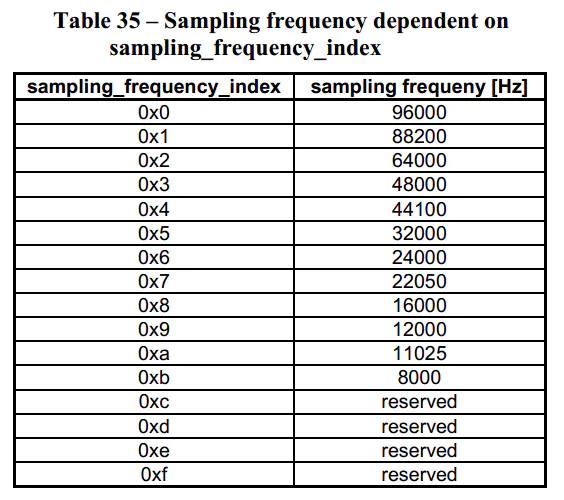 Table 35 – Sampling frequency dependent on
sampling_frequency_index
sampling_frequency_index sampling frequeny [Hz]
0x0 96000
0x1 88200
0x2 64000
0x3 48000
0x4 44100
0x5 32000
0x6 24000
0x7 22050
0x8 16000
0x9 12000
0xa 11025
0xb 8000
0xc reserved
0xd reserved
0xe reserved
0xf reserved